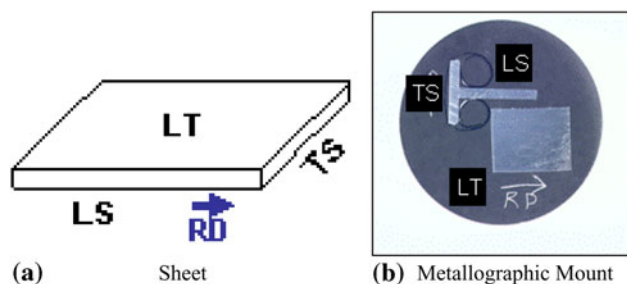 LT
TS
LS
RD
(a) Sheet
LS
TS
LT
RD
(b) Metallographic Mount